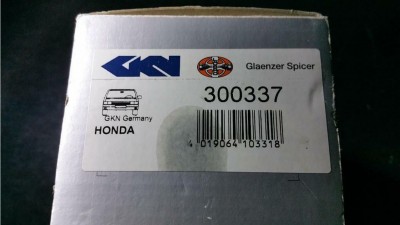 GKN Glaenzer Spicer
300337
GKN Germany
HONDA
4 019064 103318